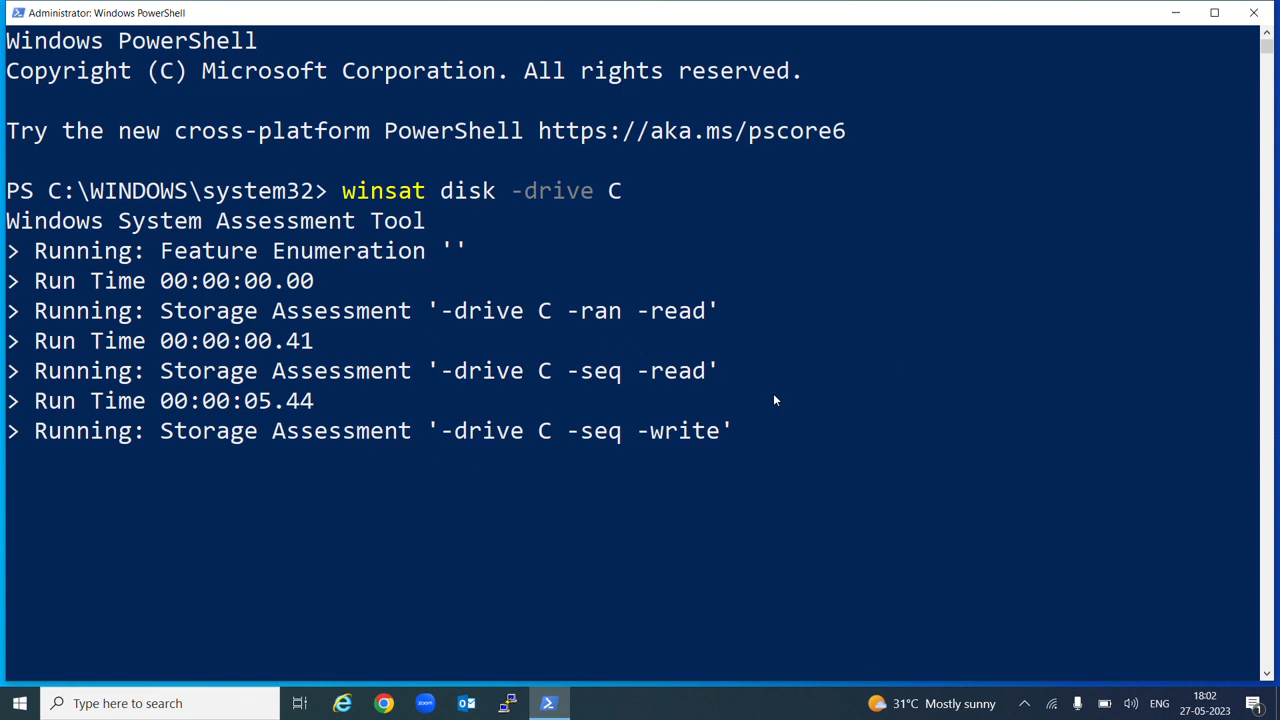 Administrator: Windows PowerShell
Windows PowerShell
Copyright (C) Microsoft Corporation. All rights reserved.
Try the new cross-platform PowerShell https://aka.ms/pscore6
PS C:\WINDOWS\system32> winsat disk -drive C
Windows System Assessment Tool
> Running: Feature Enumeration ''
> Run Time 00:00:00.00
> Running: Storage Assessment '-drive C -ran -read'
> Run Time 00:00:00.41
> Running: Storage Assessment '-drive C -seq -read'
> Run Time 00:00:05.44
> Running: Storage Assessment '-drive C -seq -write'
Type here to search
31°C Mostly sunny
ENG
18:02
27-05-2023
1